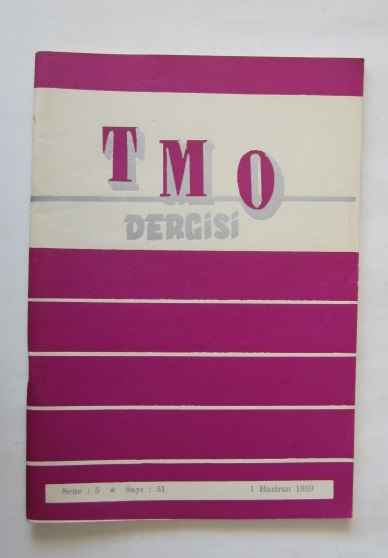 TMO
DERGİSİ
Sene : 5 ★ Sayı : 51 1 Haziran 1959